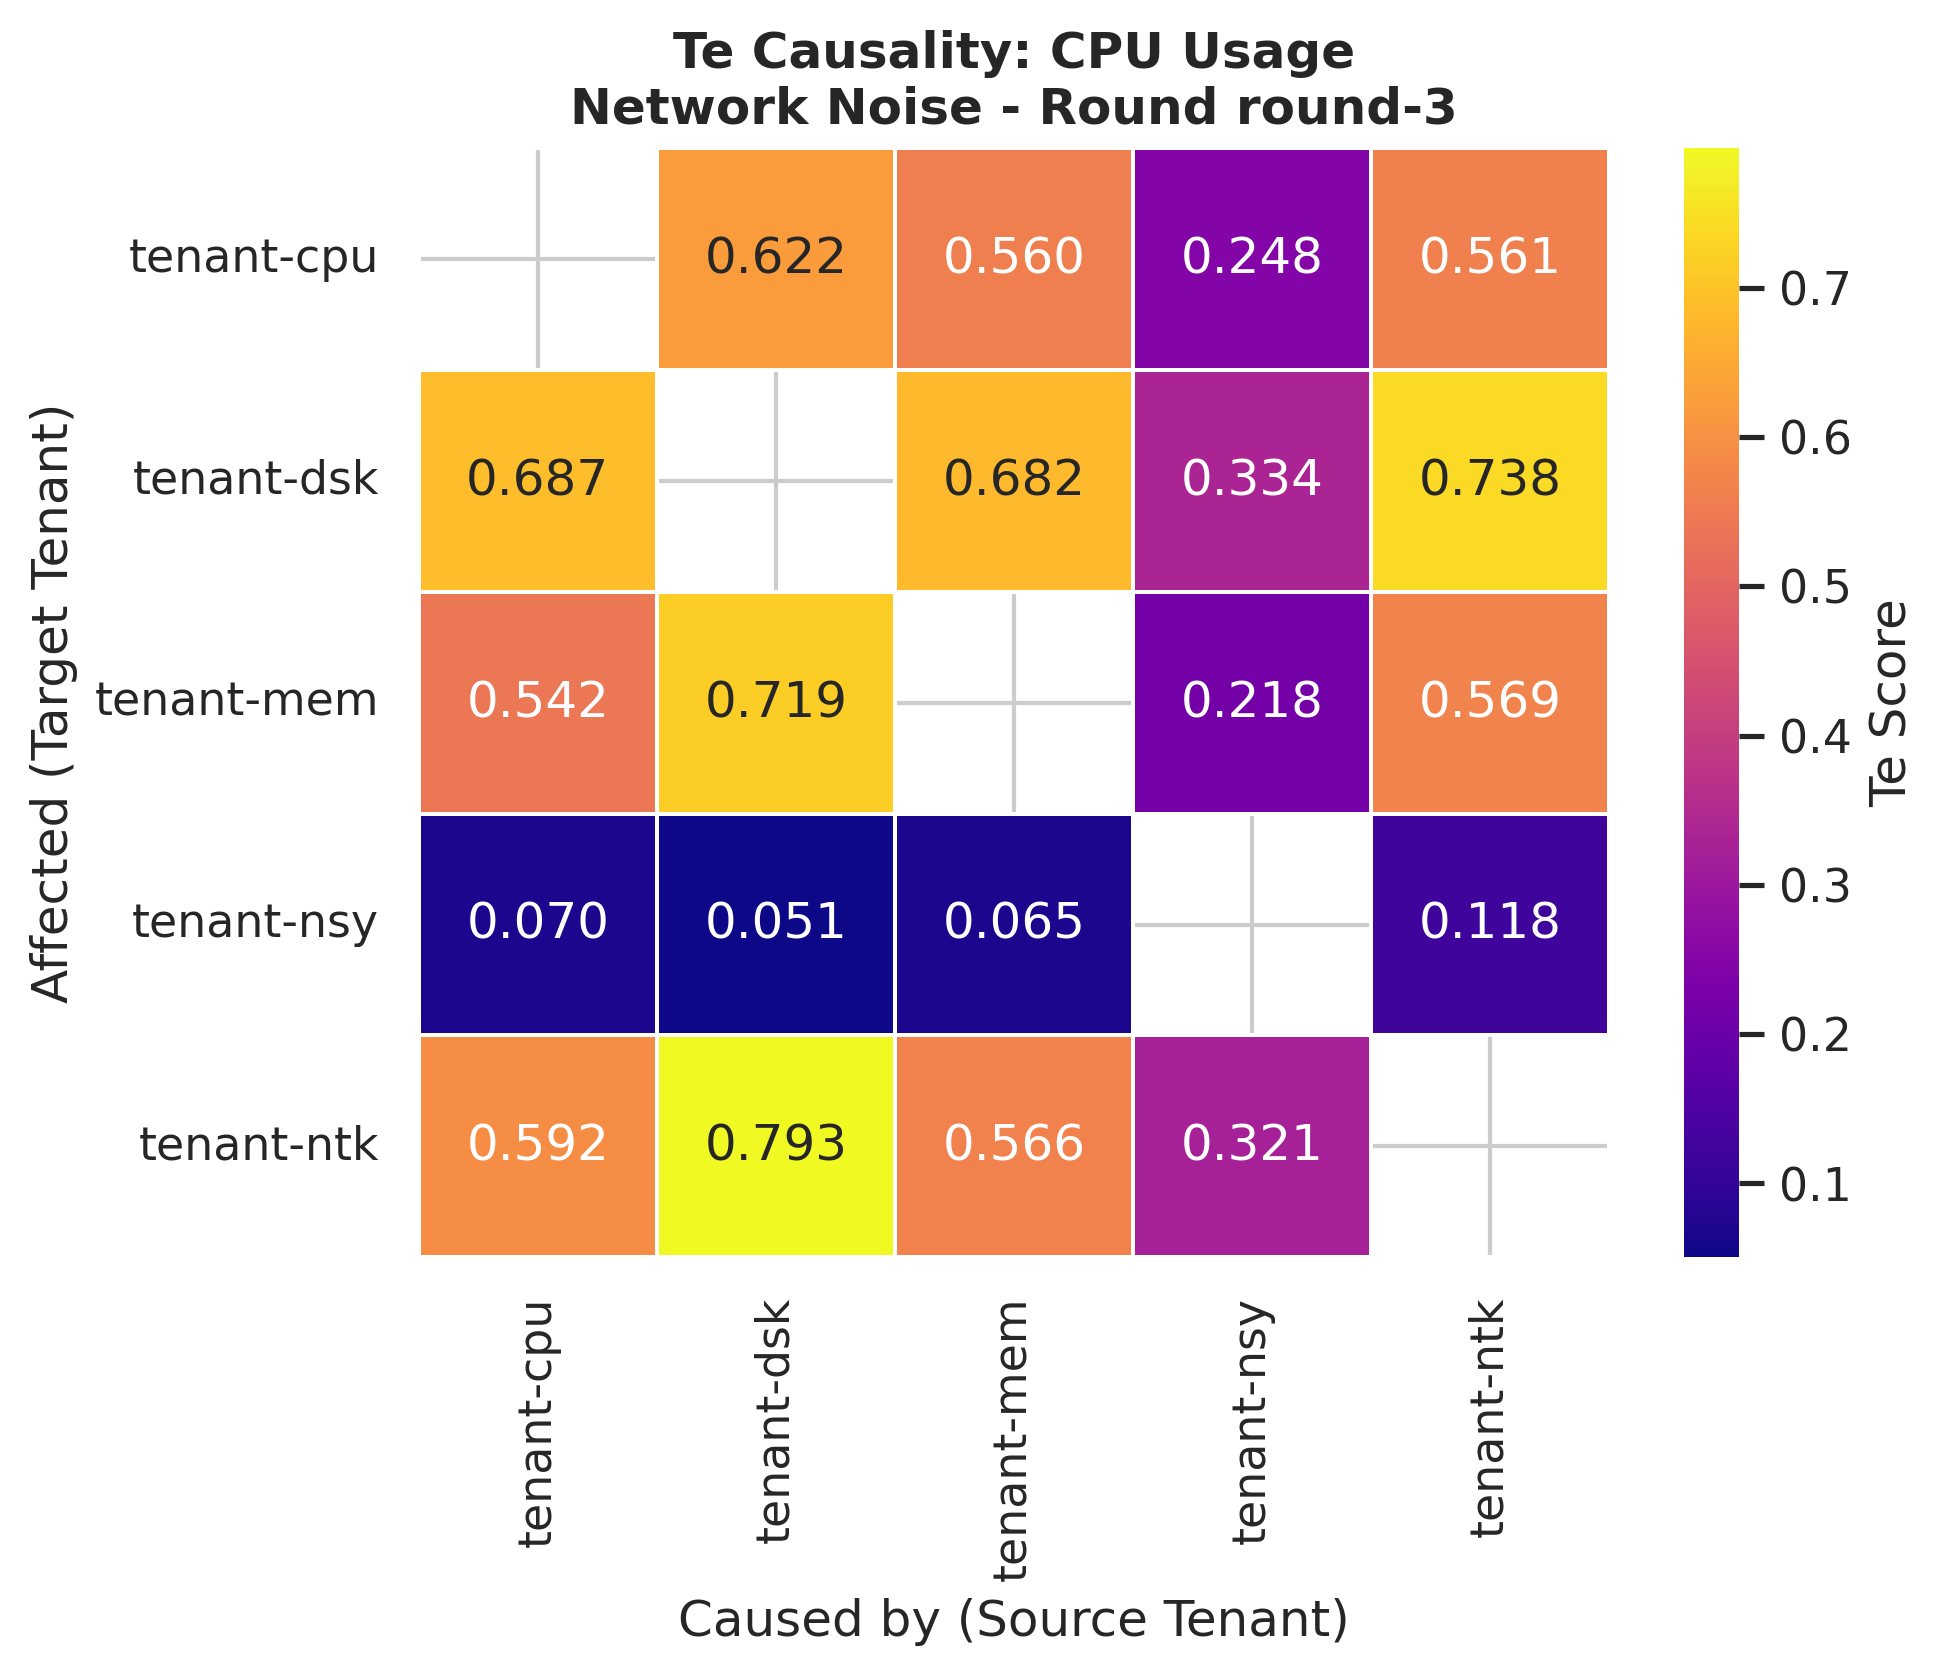 Te Causality: CPU Usage
Network Noise - Round round-3
tenant-cpu 0.622 0.560 0.248 0.561
tenant-dsk 0.687 0.682 0.334 0.738
tenant-mem 0.542 0.719 0.218 0.569
tenant-nsy 0.070 0.051 0.065 0.118
tenant-ntk 0.592 0.793 0.566 0.321
Affected (Target Tenant)
tenant-cpu
tenant-dsk
tenant-mem
tenant-nsy
tenant-ntk
Caused by (Source Tenant)
0.7
0.6
0.5
0.4
0.3
0.2
0.1
Te Score